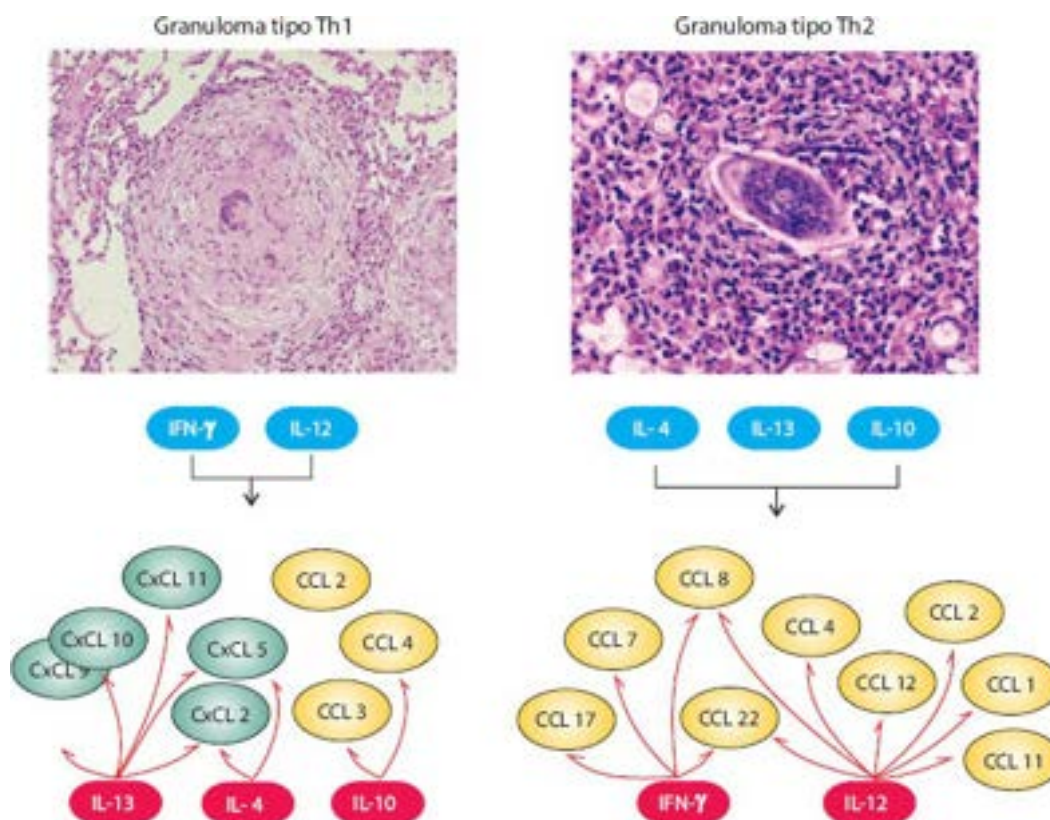 Granuloma tipo Th1
Granuloma tipo Th2
IFN-γ
IL-12
IL- 4
IL-13
IL-10
CxCL 11
CCL 2
CxCL 10
CxCL 9
CxCL 5
CCL 4
CxCL 2
CCL 3
IL-13
IL- 4
IL-10
CCL 8
CCL 7
CCL 4
CCL 2
CCL 12
CCL 1
CCL 17
CCL 22
CCL 11
IFN-γ
IL-12